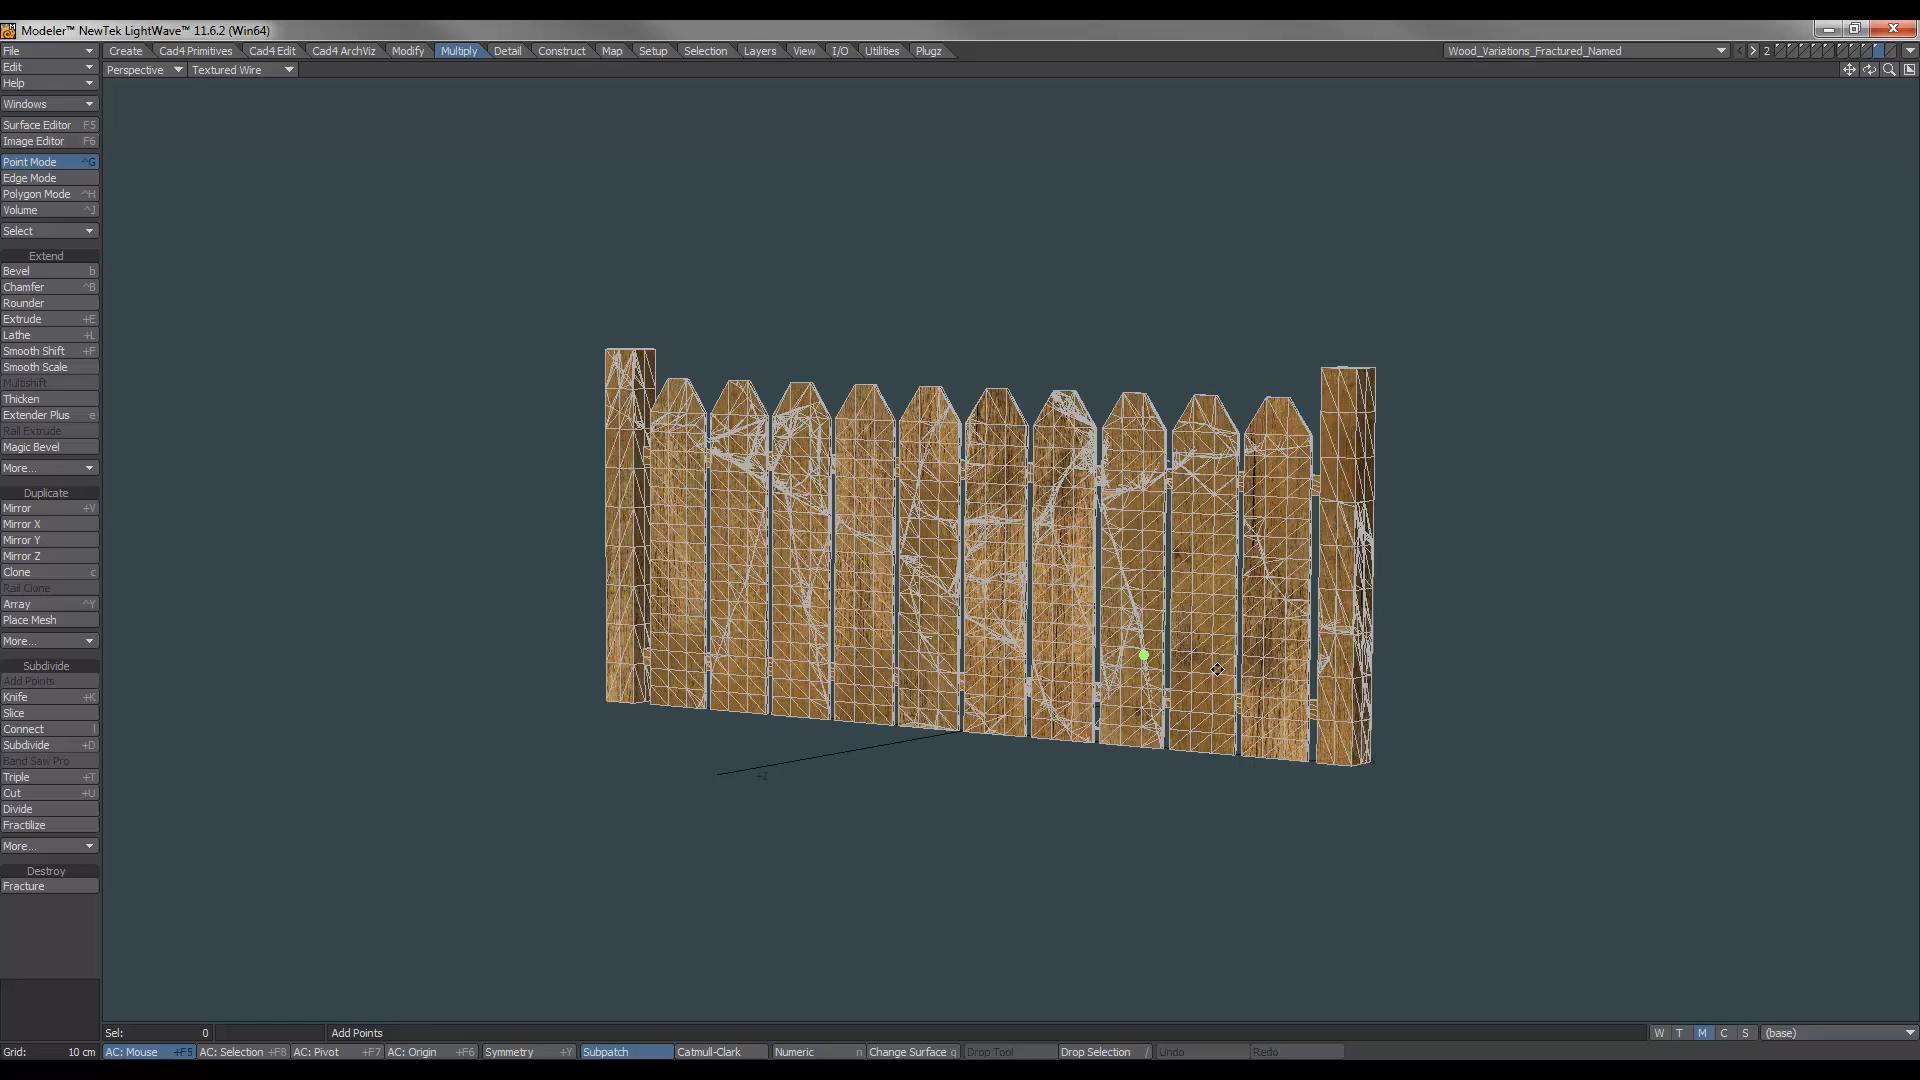 Modeler™ NewTek LightWave™ 11.6.2 (Win64)
File Create Cad4 Primitives Cad4 Edit Cad4 ArchViz Modify Multiply Detail Construct Map Setup Selection Layers View I/O Utilities Plugz Wood_Variations_Fractured_Named 2
Edit Perspective Textured Wire
Help
Windows
Surface Editor F5
Image Editor F6
Point Mode ^G
Edge Mode
Polygon Mode ^H
Volume ^J
Select
Extend
Bevel b
Chamfer ^B
Rounder
Extrude +E
Lathe +L
Smooth Shift +F
Smooth Scale
Multishift
Thicken
Extender Plus e
Rail Extrude
Magic Bevel
More...
Duplicate
Mirror +V
Mirror X
Mirror Y
Mirror Z
Clone c
Rail Clone
Array ^Y
Place Mesh
More...
Subdivide
Add Points
Knife +K
Slice
Connect l
Subdivide +D
Band Saw Pro
Triple +T
+Z
Cut +U
Divide
Fractilize
More...
Destroy
Fracture
Sel: 0 Add Points W T M C S (base)
Grid: 10 cm AC: Mouse +F5 AC: Selection +F8 AC: Pivot +F7 AC: Origin +F6 Symmetry +Y Subpatch Catmull-Clark Numeric n Change Surface q Drop Tool Drop Selection / Undo Redo